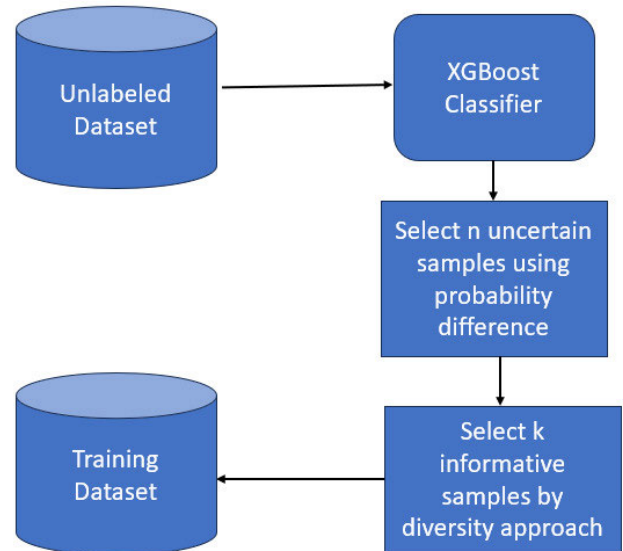 Unlabeled
Dataset
XGBoost
Classifier
Select n uncertain
samples using
probability
difference
Select k
informative
samples by
diversity approach
Training
Dataset